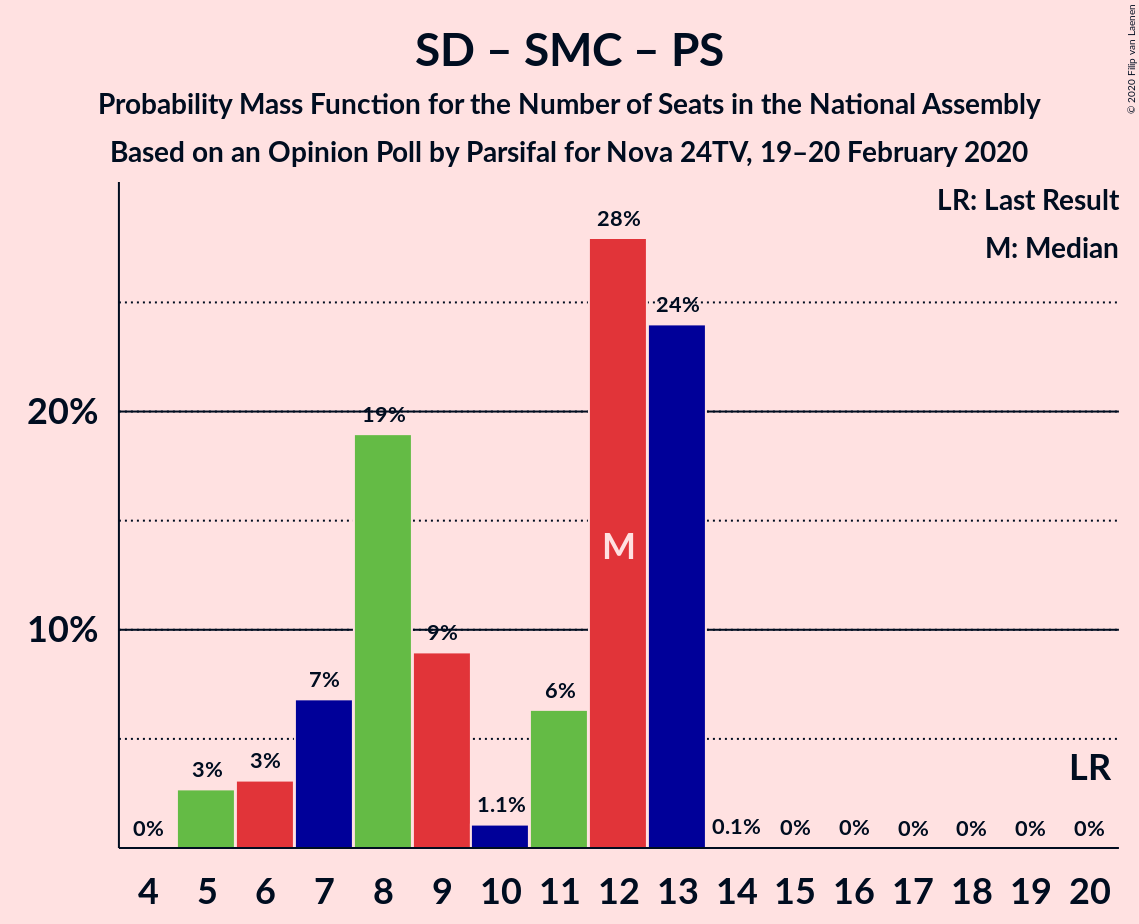 SD – SMC – PS
Probability Mass Function for the Number of Seats in the National Assembly
Based on an Opinion Poll by Parsifal for Nova 24TV, 19–20 February 2020
© 2020 Filip van Laenen
LR: Last Result
M: Median
28%
24%
20%
19%
M
10%
9%
7%
6%
LR
3%
3%
1.1%
0%
0.1%
0%
0%
0%
0%
0%
0%
4 5 6 7 8 9 10 11 12 13 14 15 16 17 18 19 20